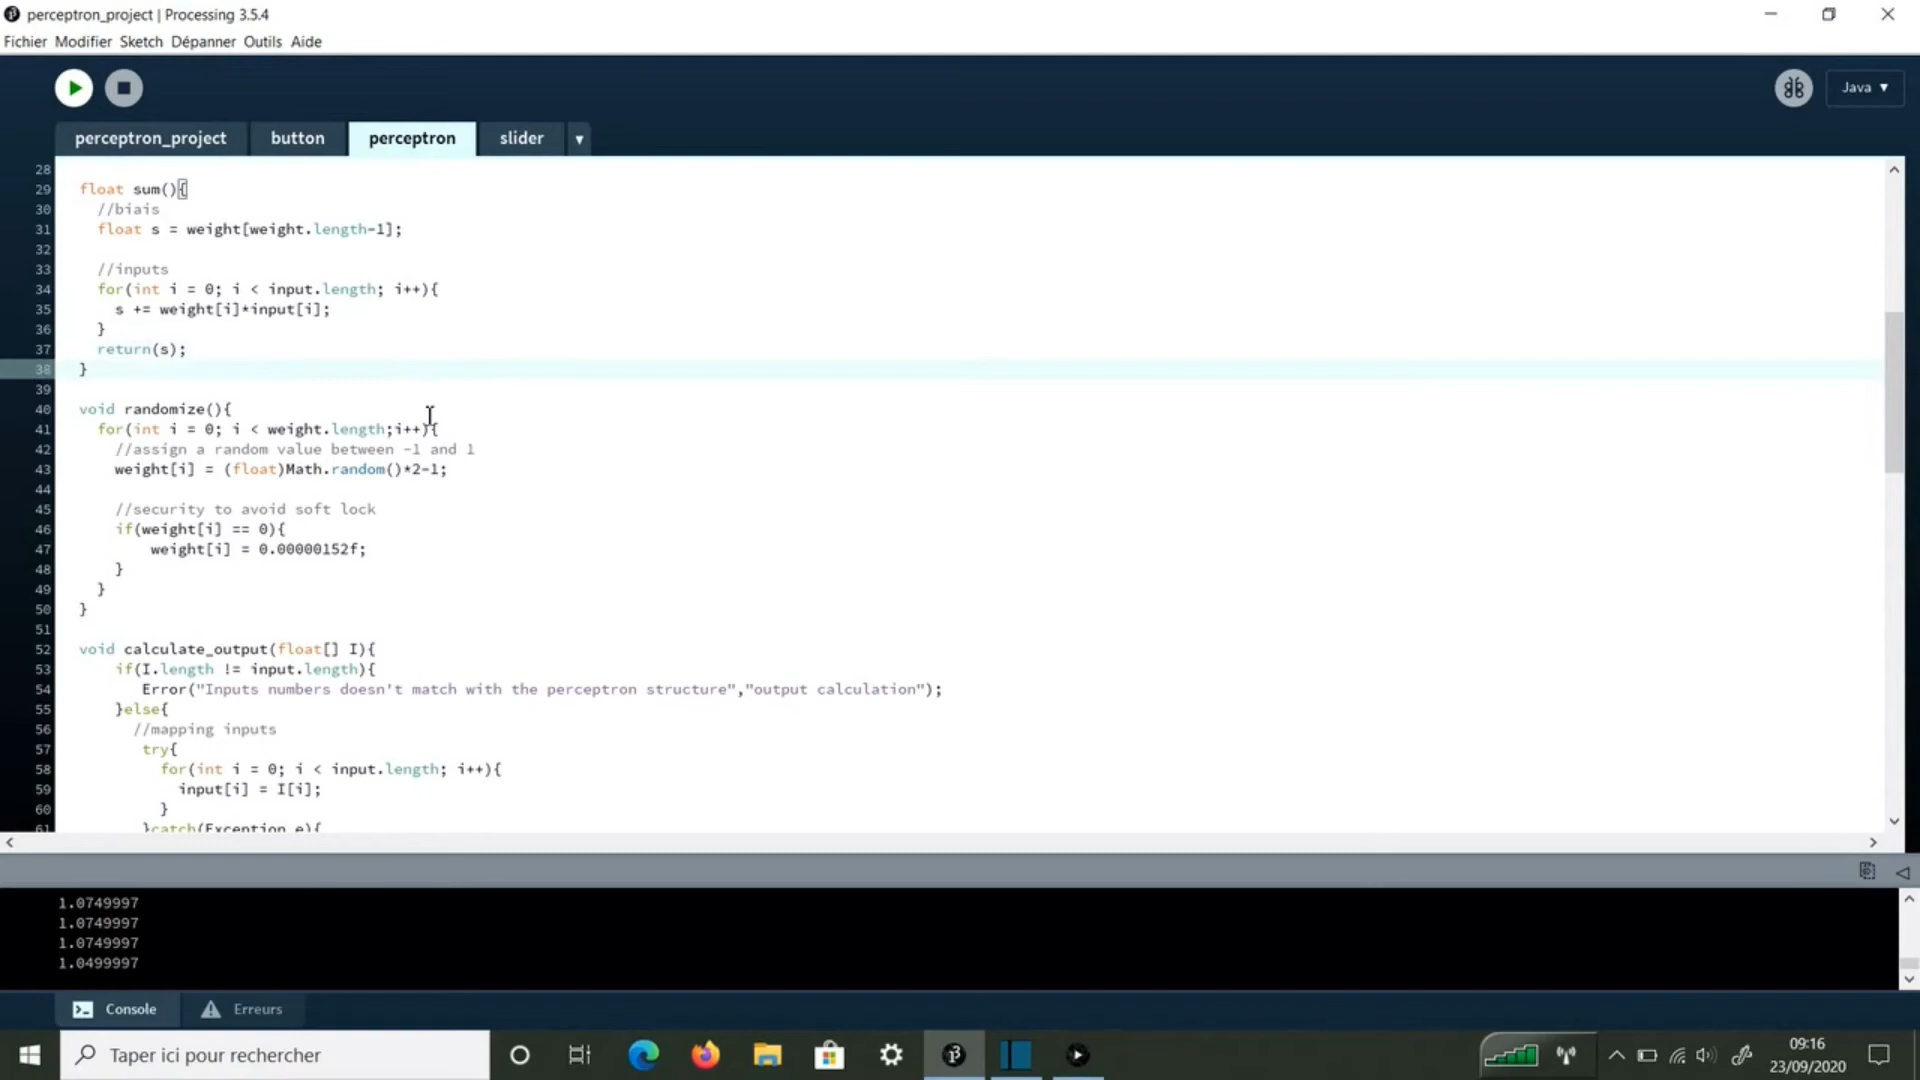 perceptron_project | Processing 3.5.4
Fichier Modifier Sketch Dépanner Outils Aide
Java ▾
perceptron_project button perceptron slider ▾
28
29 float sum(){
30 //biais
31 float s = weight[weight.length-1];
32
33 //inputs
34 for(int i = 0; i < input.length; i++){
35 s += weight[i]*input[i];
36 }
37 return(s);
38 }
39
40 void randomize(){
41 for(int i = 0; i < weight.length;i++){
42 //assign a random value between -1 and 1
43 weight[i] = (float)Math.random()*2-1;
44
45 //security to avoid soft lock
46 if(weight[i] == 0){
47 weight[i] = 0.00000152f;
48 }
49 }
50 }
51
52 void calculate_output(float[] I){
53 if(I.length != input.length){
54 Error("Inputs numbers doesn't match with the perceptron structure","output calculation");
55 }else{
56 //mapping inputs
57 try{
58 for(int i = 0; i < input.length; i++){
59 input[i] = I[i];
60 }
61 }catch(Exception e){
1.0749997
1.0749997
1.0749997
1.0499997
Console Erreurs
Taper ici pour rechercher
09:16
23/09/2020